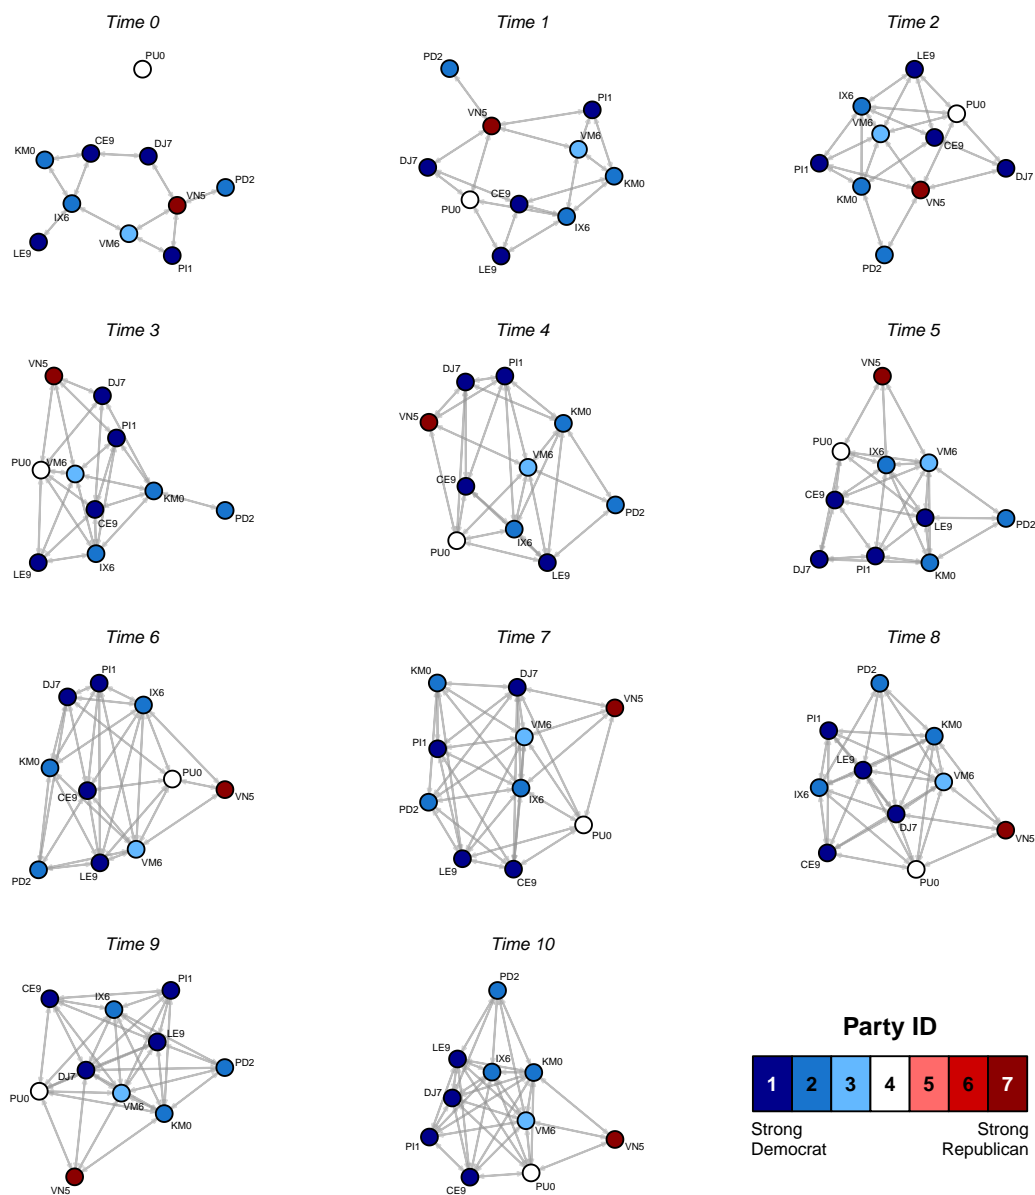 Time 0
PU0
CE9
DJ7
KM0
PD2
VN5
IX6
VM6
LE9
PI1
Time 1
PD2
PI1
VN5
VM6
DJ7
KM0
CE9
PU0
IX6
LE9
Time 2
LE9
IX6
PU0
VM6
CE9
PI1
DJ7
KM0
VN5
PD2
Time 3
VN5
DJ7
PI1
PU0
VM6
KM0
PD2
CE9
IX6
LE9
Time 4
PI1
DJ7
VN5
KM0
VM6
CE9
PD2
IX6
PU0
LE9
Time 5
VN5
PU0
IX6
VM6
CE9
LE9
PD2
DJ7
PI1
KM0
Time 6
PI1
DJ7
IX6
KM0
PU0
CE9
VN5
VM6
LE9
PD2
Time 7
KM0
DJ7
VN5
VM6
PI1
IX6
PD2
PU0
LE9
CE9
Time 8
PD2
PI1
KM0
LE9
VM6
IX6
DJ7
VN5
CE9
PU0
Time 9
PI1
CE9
IX6
LE9
PD2
DJ7
PU0
VM6
KM0
VN5
Time 10
PD2
LE9
IX6
KM0
DJ7
VM6
PI1
VN5
CE9
PU0
Party ID
1 2 3 4 5 6 7
Strong Democrat
Strong Republican